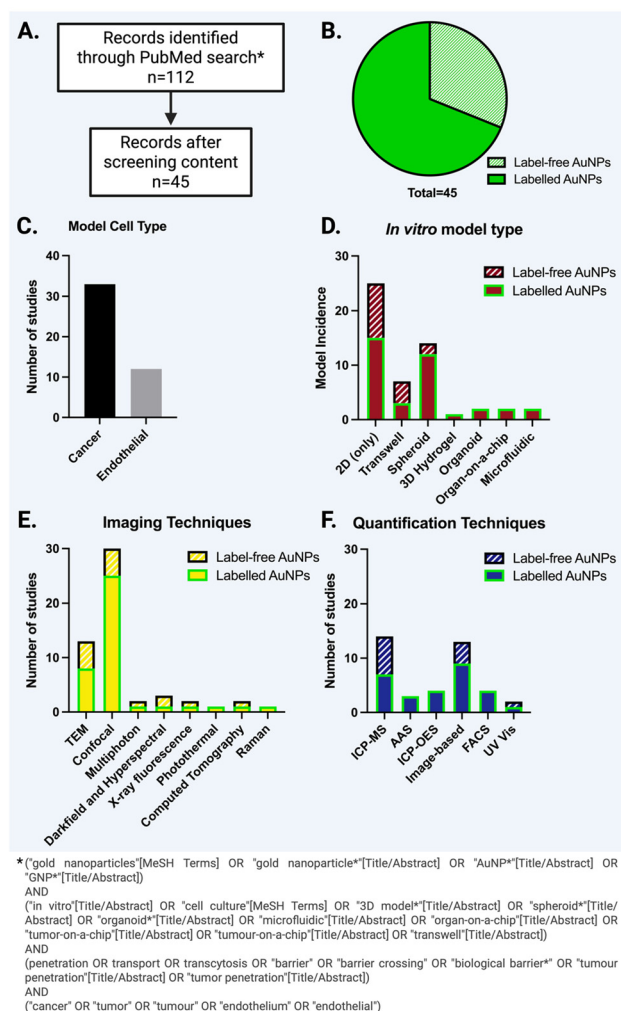 A.
Records identified
through PubMed search*
n=112
Records after
screening content
n=45
B.
Label-free AuNPs
Labelled AuNPs
Total=45
C.
Model Cell Type
Number of studies
40
30
20
10
0
Cancer
Endothelial
D.
In vitro model type
Model Incidence
30
20
10
0
Label-free AuNPs
Labelled AuNPs
2D (only)
Transwell
Spheroid
3D Hydrogel
Organoid
Organ-on-a-chip
Microfluidic
E.
Imaging Techniques
Number of studies
30
20
10
0
Label-free AuNPs
Labelled AuNPs
TEM
Confocal
Multiphoton
Darkfield and Hyperspectral
X-ray fluorescence
Photothermal
Computed Tomography
Raman
F.
Quantification Techniques
Number of studies
30
20
10
0
Label-free AuNPs
Labelled AuNPs
ICP-MS
AAS
ICP-OES
Image-based
FACS
UV Vis
*("gold nanoparticles"[MeSH Terms] OR "gold nanoparticle*"[Title/Abstract] OR "AuNP*"[Title/Abstract] OR
"GNP*"[Title/Abstract])
AND
("in vitro"[Title/Abstract] OR "cell culture"[MeSH Terms] OR "3D model*"[Title/Abstract] OR "spheroid*"[Title/
Abstract] OR "organoid*"[Title/Abstract] OR "microfluidic"[Title/Abstract] OR "organ-on-a-chip"[Title/Abstract] OR
"tumor-on-a-chip"[Title/Abstract] OR "tumour-on-a-chip"[Title/Abstract] OR "transwell"[Title/Abstract])
AND
(penetration OR transport OR transcytosis OR "barrier" OR "barrier crossing" OR "biological barrier*" OR "tumour
penetration"[Title/Abstract] OR "tumor penetration"[Title/Abstract])
AND
("cancer" OR "tumor" OR "tumour" OR "endothelium" OR "endothelial")